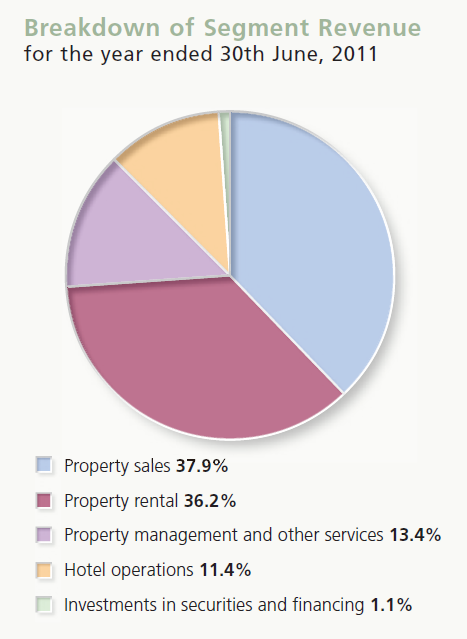 Breakdown of Segment Revenue
for the year ended 30th June, 2011
Property sales 37.9%
Property rental 36.2%
Property management and other services 13.4%
Hotel operations 11.4%
Investments in securities and financing 1.1%